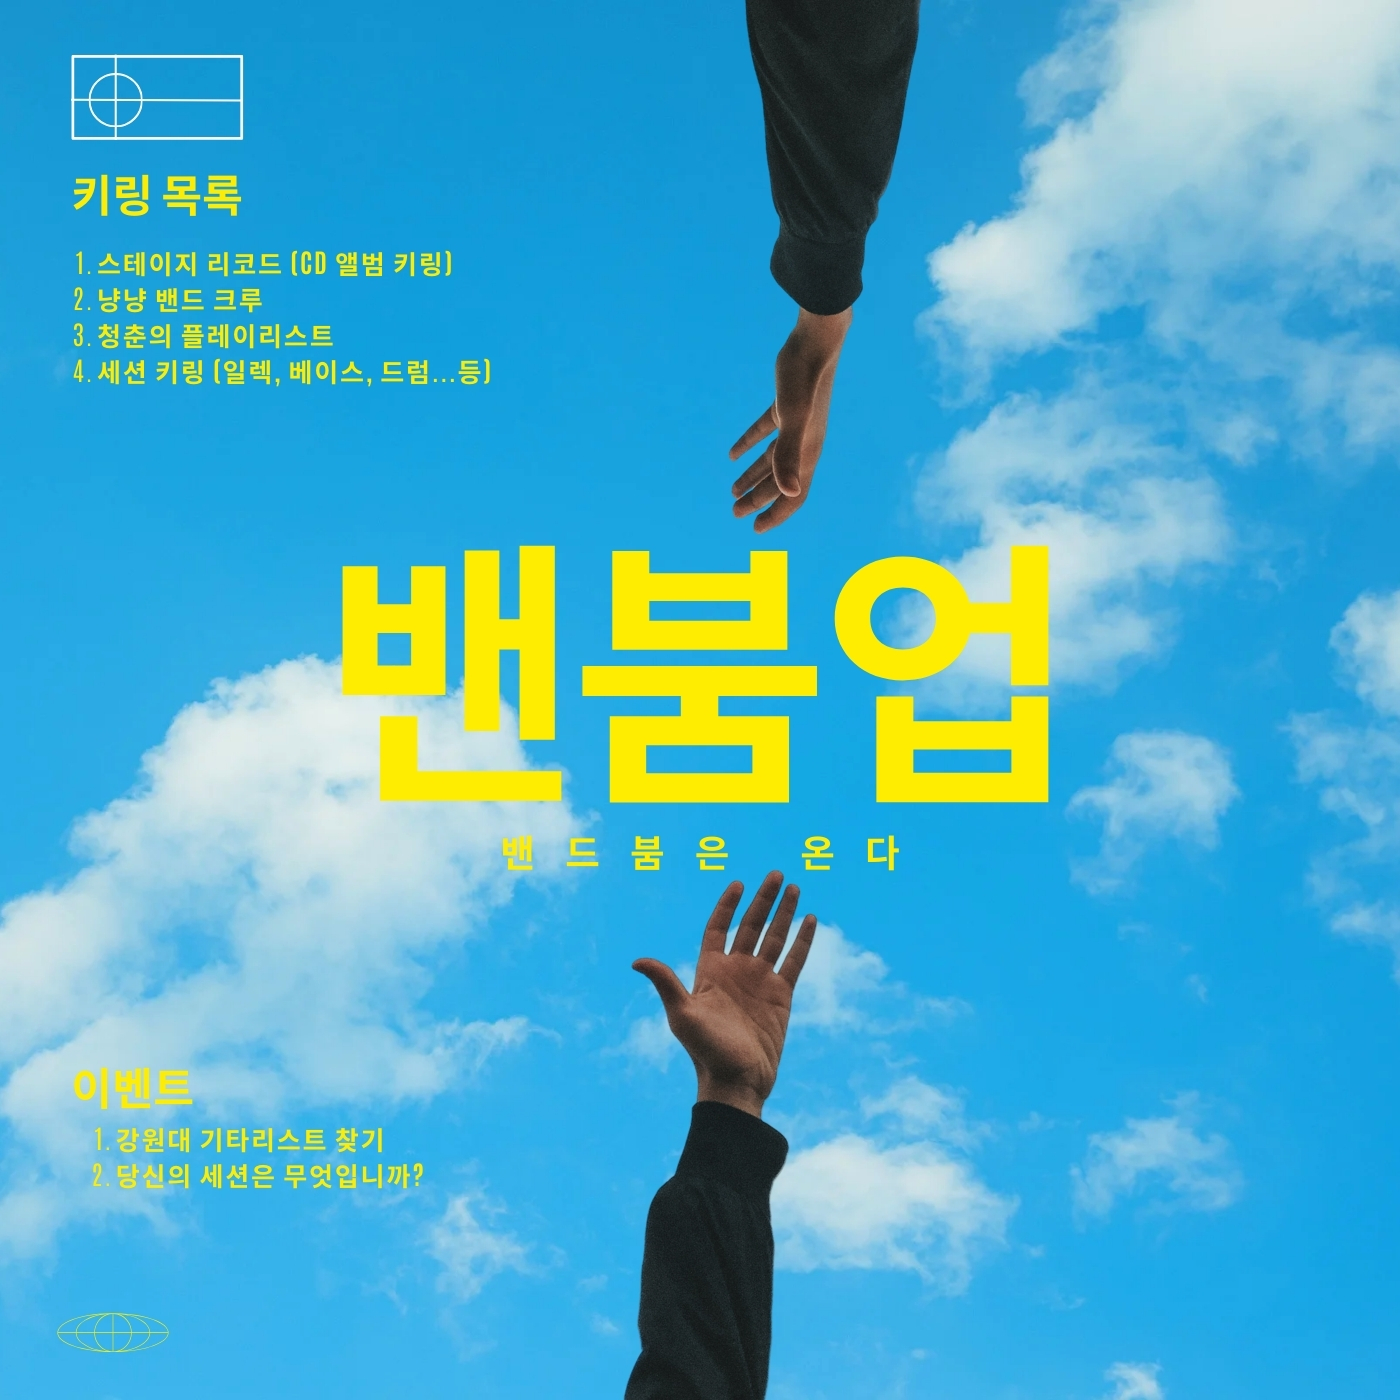 키링 목록
1. 스테이지 리코드 (CD 앨범 키링)
2. 냥냥 밴드 크루
3. 청춘의 플레이리스트
4. 세션 키링 (일렉, 베이스, 드럼...등)
밴붐업
밴드붐은 온다
이벤트
1. 강원대 기타리스트 찾기
2. 당신의 세션은 무엇입니까?